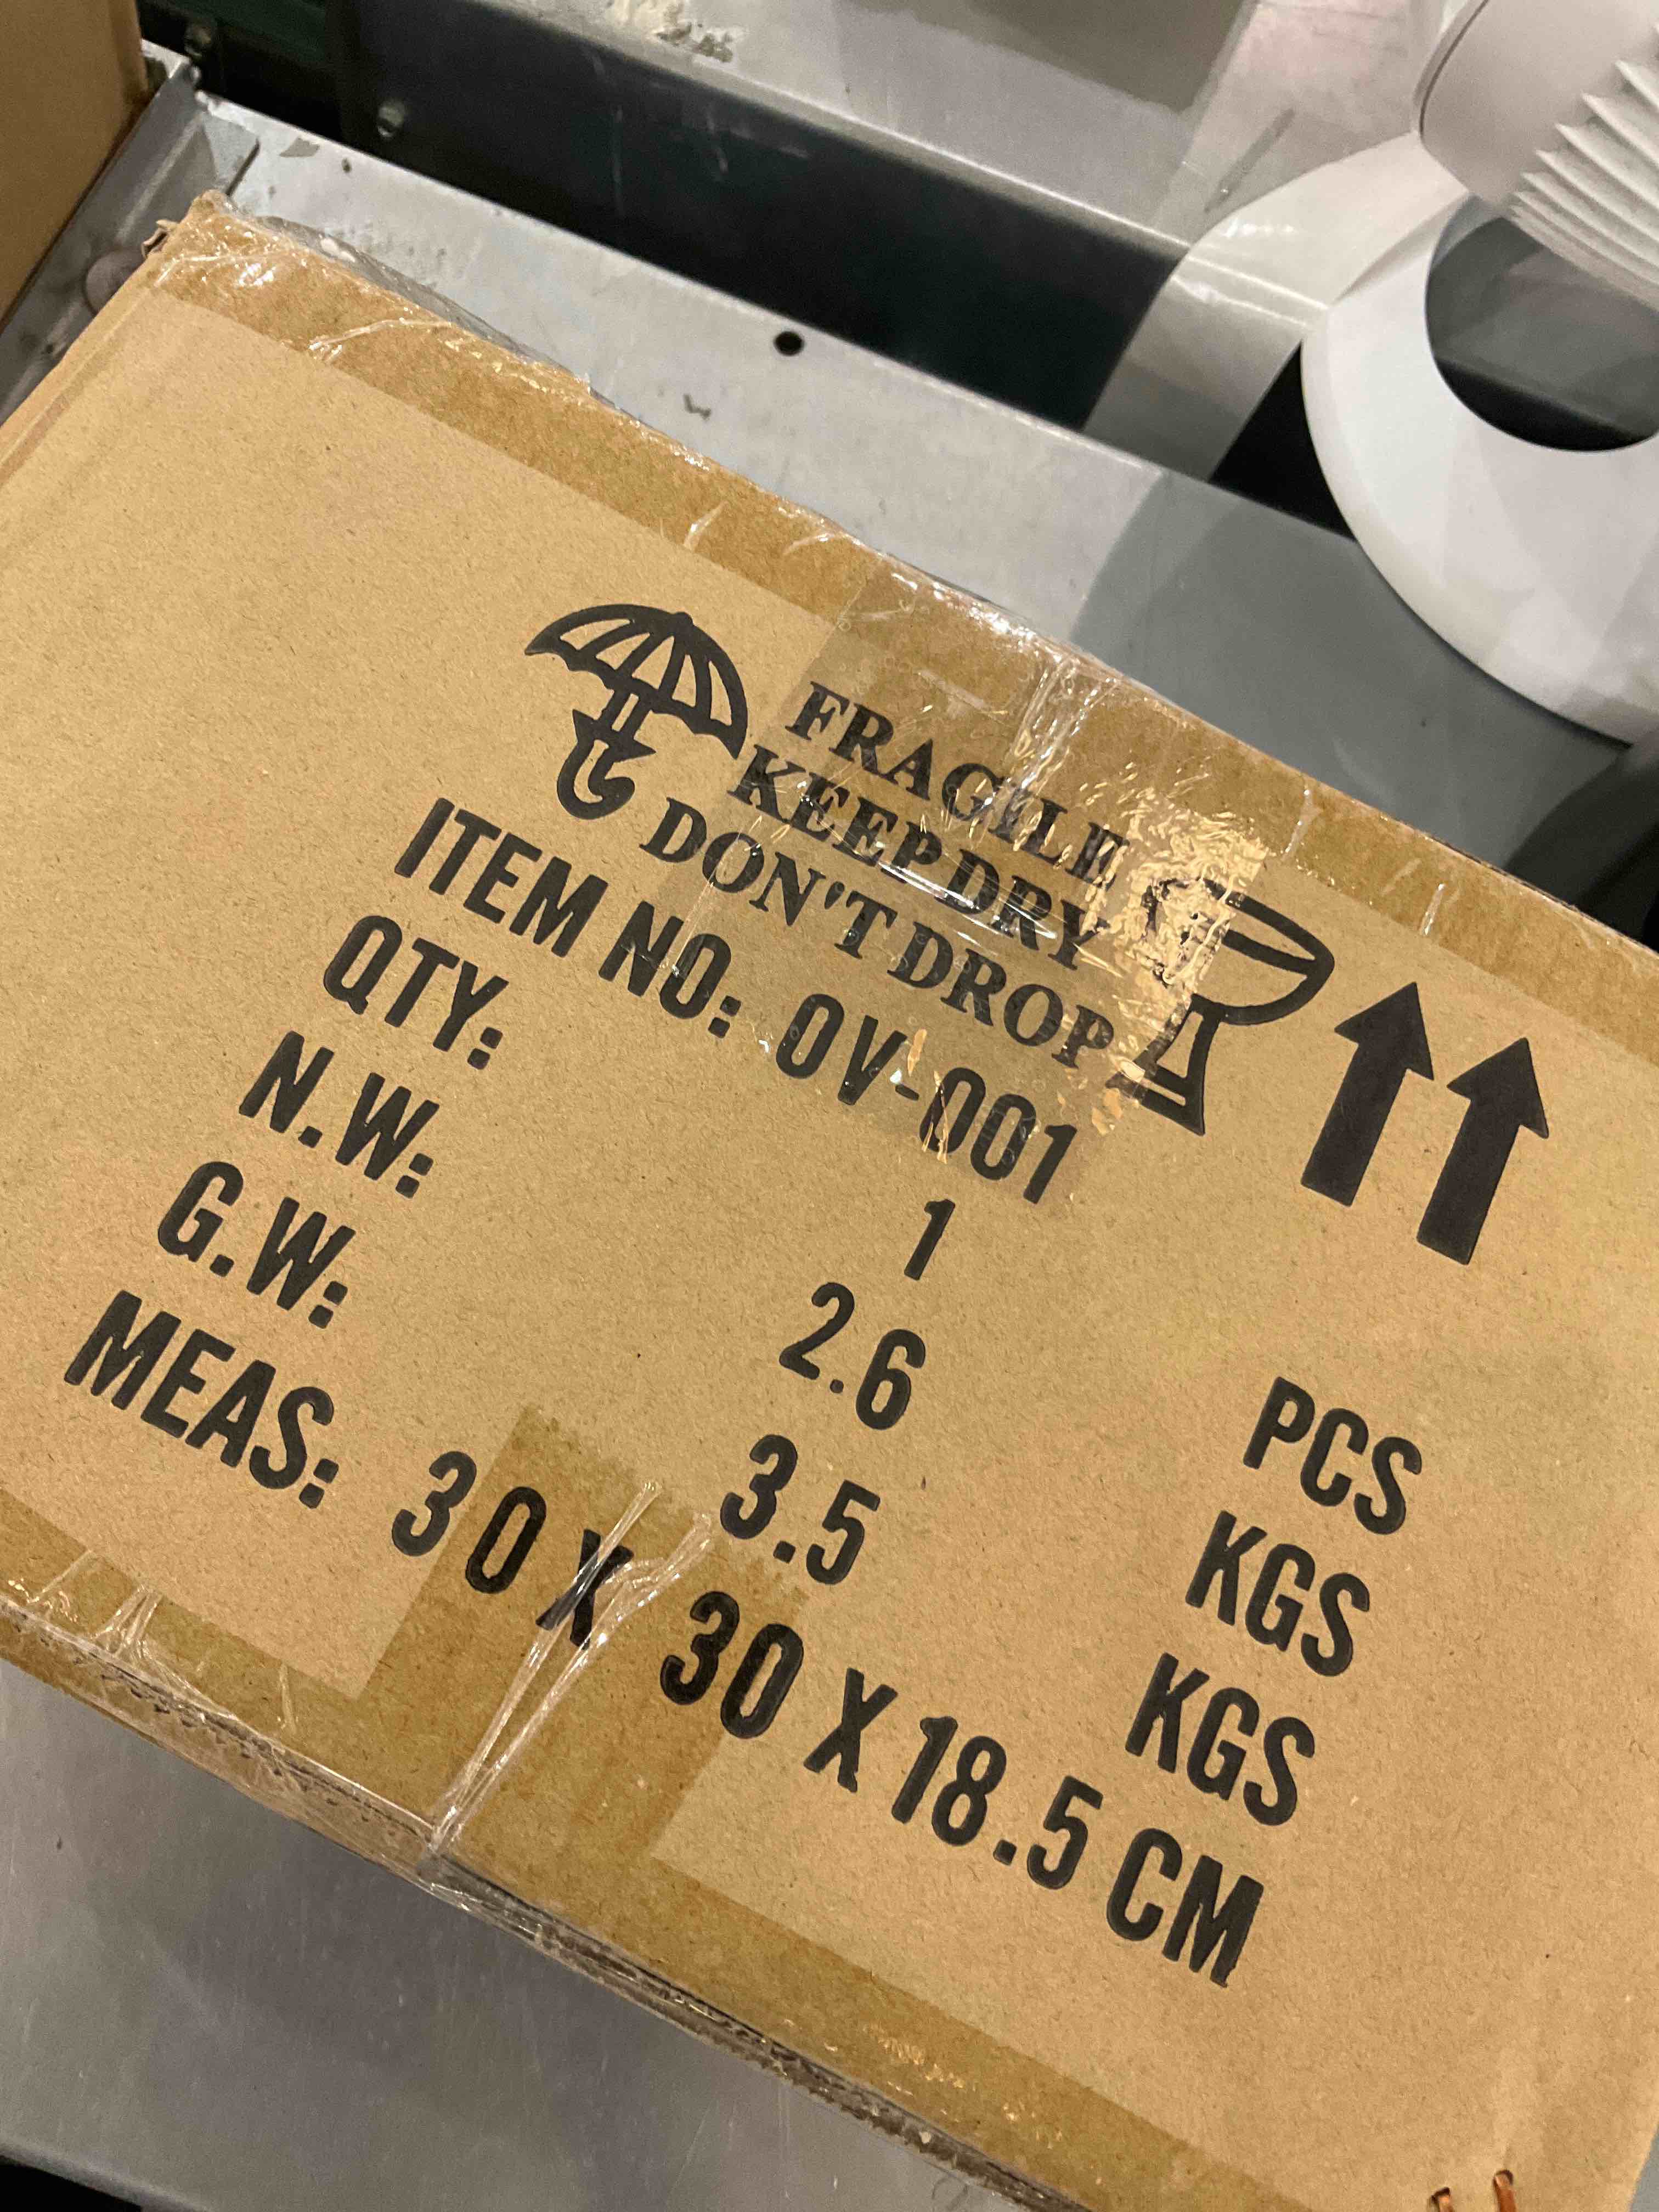 FRAGILE
KEEP DRY
DON'T DROP
ITEM NO: OV-001
QTY: 1 PCS
N.W: 2.6 KGS
G.W: 3.5 KGS
MEAS: 30 X 30 X 18.5 CM